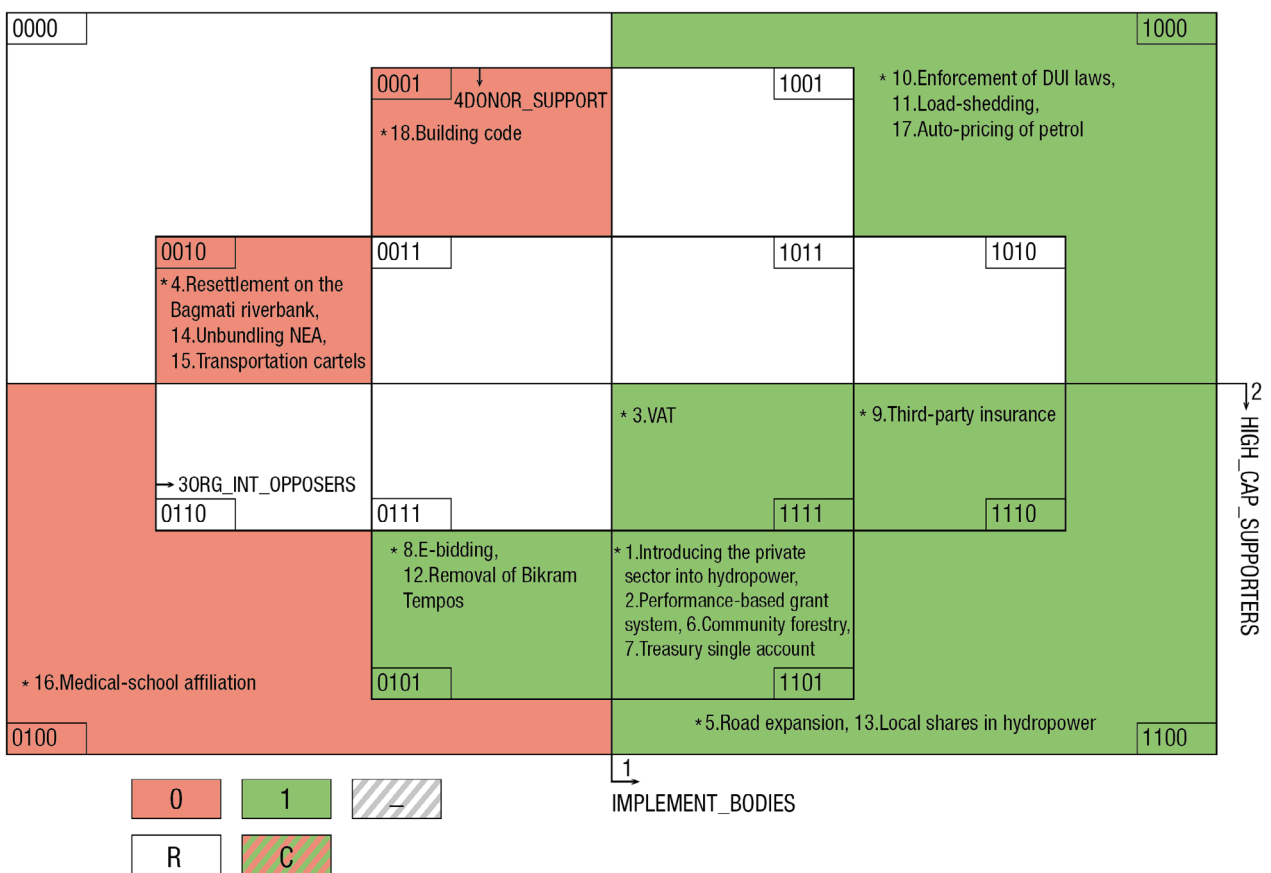 0000
1000
0001
4DONOR_SUPPORT
* 18.Building code
1001
* 10.Enforcement of DUI laws,
11.Load-shedding,
17.Auto-pricing of petrol
0010
* 4.Resettlement on the
Bagmati riverbank,
14.Unbundling NEA,
15.Transportation cartels
0011
1011
1010
* 3.VAT
* 9.Third-party insurance
2
HIGH_CAP_SUPPORTERS
3ORG_INT_OPPOSERS
0110
0111
1111
1110
* 8.E-bidding,
12.Removal of Bikram
Tempos
* 1.Introducing the private
sector into hydropower,
2.Performance-based grant
system, 6.Community forestry,
7.Treasury single account
* 16.Medical-school affiliation
0101
1101
* 5.Road expansion, 13.Local shares in hydropower
0100
1100
1
IMPLEMENT_BODIES
0
1
_
R
C